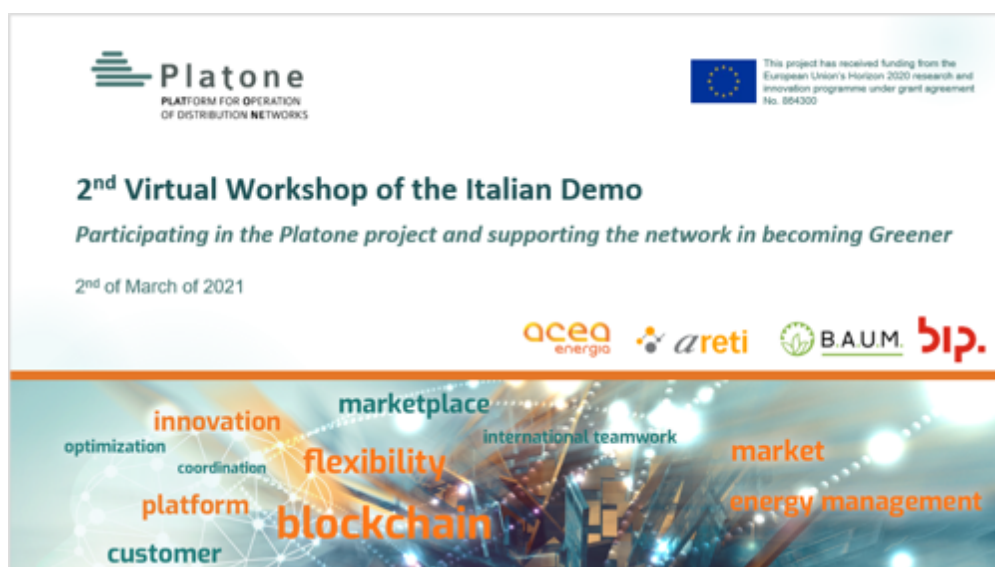 Platone
PLATFORM FOR OPERATION
OF DISTRIBUTION NETWORKS
This project has received funding from the
European Union's Horizon 2020 research and
innovation programme under grant agreement
No. 864300
2nd Virtual Workshop of the Italian Demo
Participating in the Platone project and supporting the network in becoming Greener
2nd of March of 2021
acea
energia
areti
B.A.U.M.
bip.
marketplace
innovation
international teamwork
optimization
market
coordination
flexibility
platform
energy management
blockchain
customer